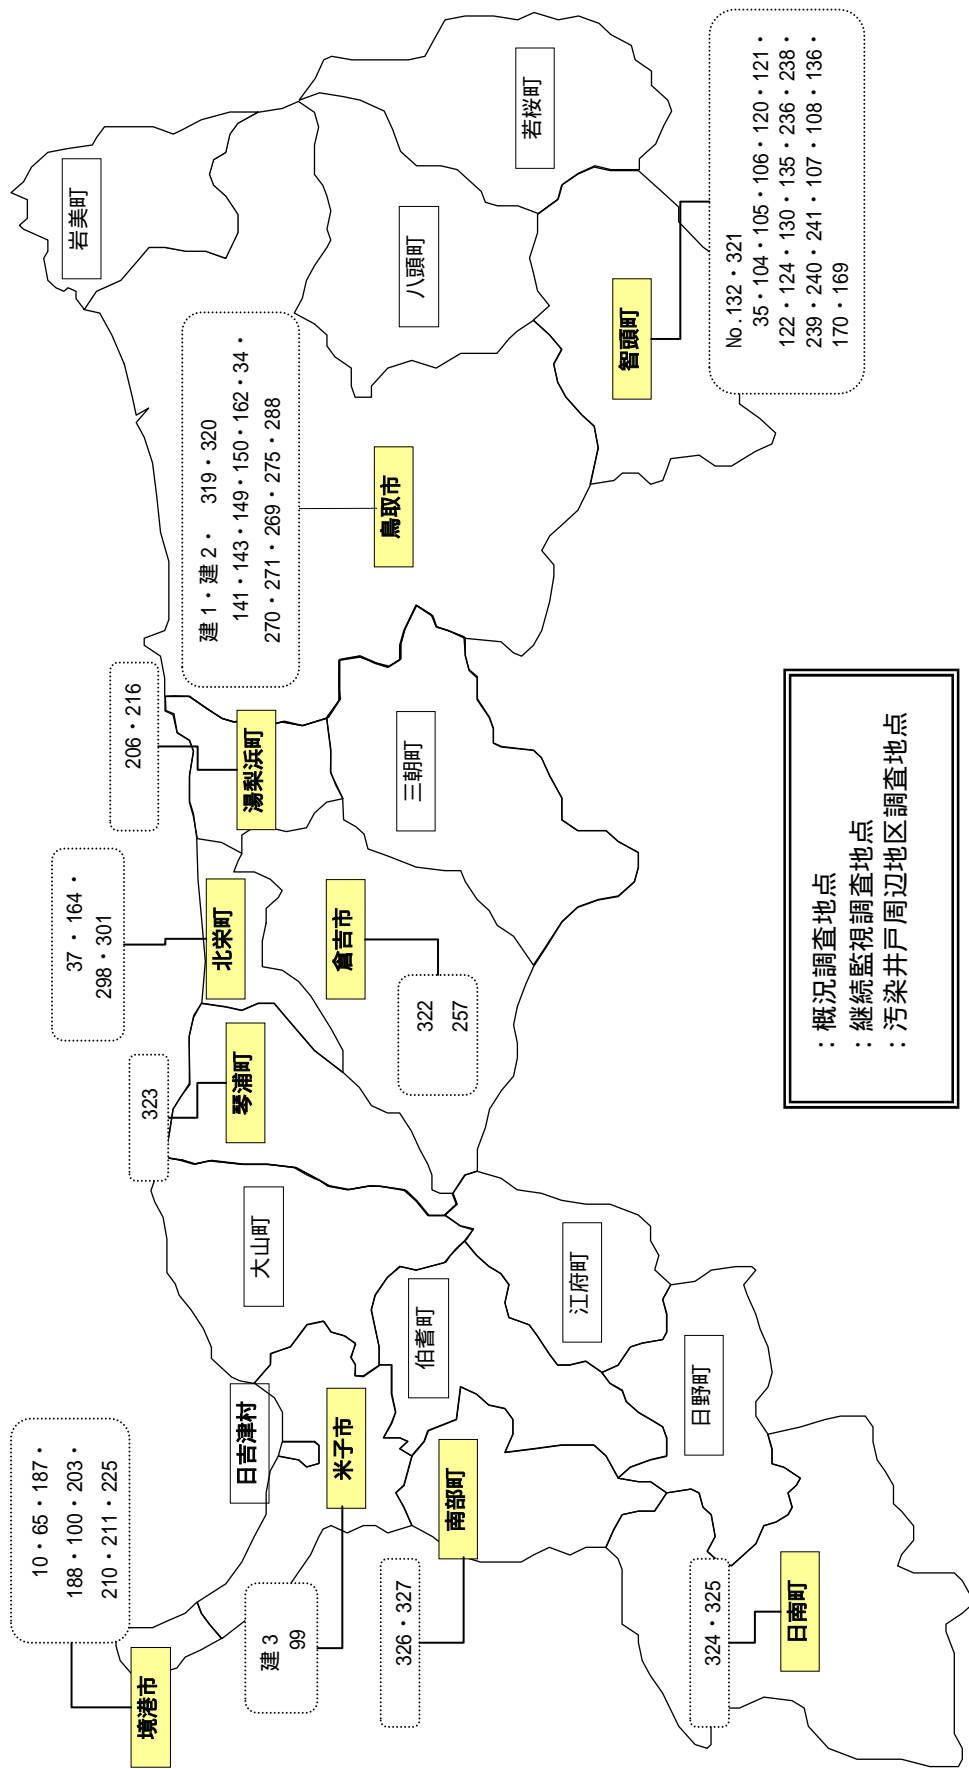 10・65・187・
188・100・203・
210・211・225
境港市
建３
99
米子市
日吉津村
326・327
南部町
324・325
日南町
大山町
伯耆町
江府町
日野町
323
琴浦町
37・164・
298・301
北栄町
322
257
倉吉市
206・216
湯梨浜町
三朝町
建１・建２・　319・320
141・143・149・150・162・34・
270・271・269・275・288
鳥取市
岩美町
八頭町
若桜町
智頭町
No.132・321
35・104・105・106・120・121・
122・124・130・135・236・238・
239・240・241・107・108・136・
170・169
：概況調査地点
：継続監視調査地点
：汚染井戸周辺地区調査地点